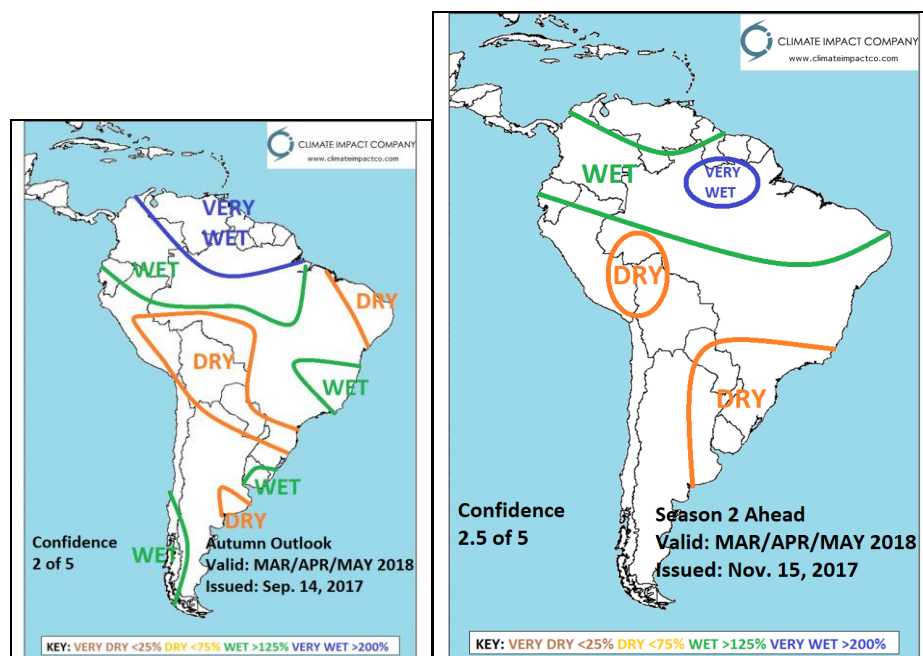 CLIMATE IMPACT COMPANY
www.climateimpactco.com
VERY
WET
WET
DRY
DRY
WET
WET
DRY
WET
Confidence
2 of 5
Autumn Outlook
Valid: MAR/APR/MAY 2018
Issued: Sep. 14, 2017
KEY: VERY DRY <25% DRY <75% WET >125% VERY WET >200%
CLIMATE IMPACT COMPANY
www.climateimpactco.com
WET
VERY
WET
DRY
DRY
Confidence
2.5 of 5
Season 2 Ahead
Valid: MAR/APR/MAY 2018
Issued: Nov. 15, 2017
KEY: VERY DRY <25% DRY <75% WET >125% VERY WET >200%